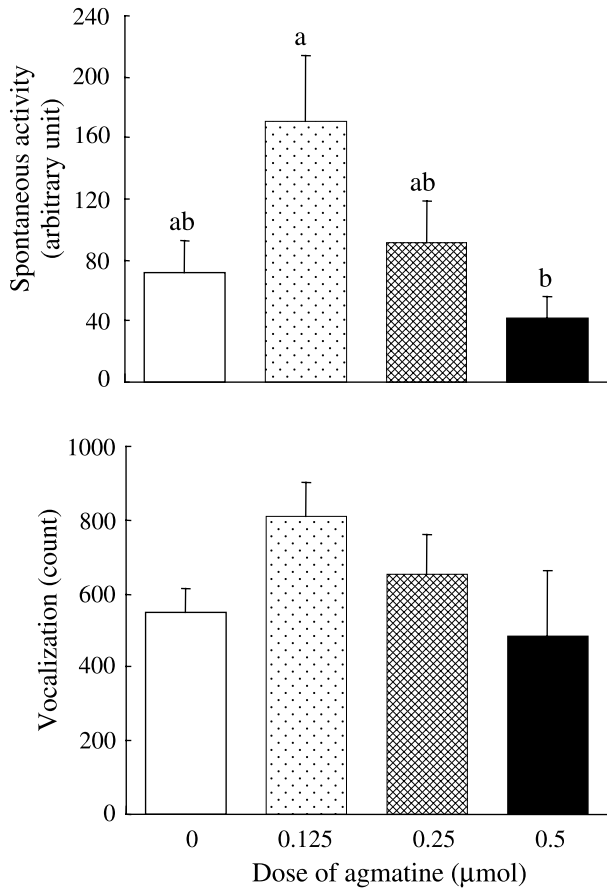 Spontaneous activity
(arbitrary unit)
240
200
160
120
80
40
0
ab
a
ab
b
Vocalization (count)
1000
800
600
400
200
0
0 0.125 0.25 0.5
Dose of agmatine (μmol)